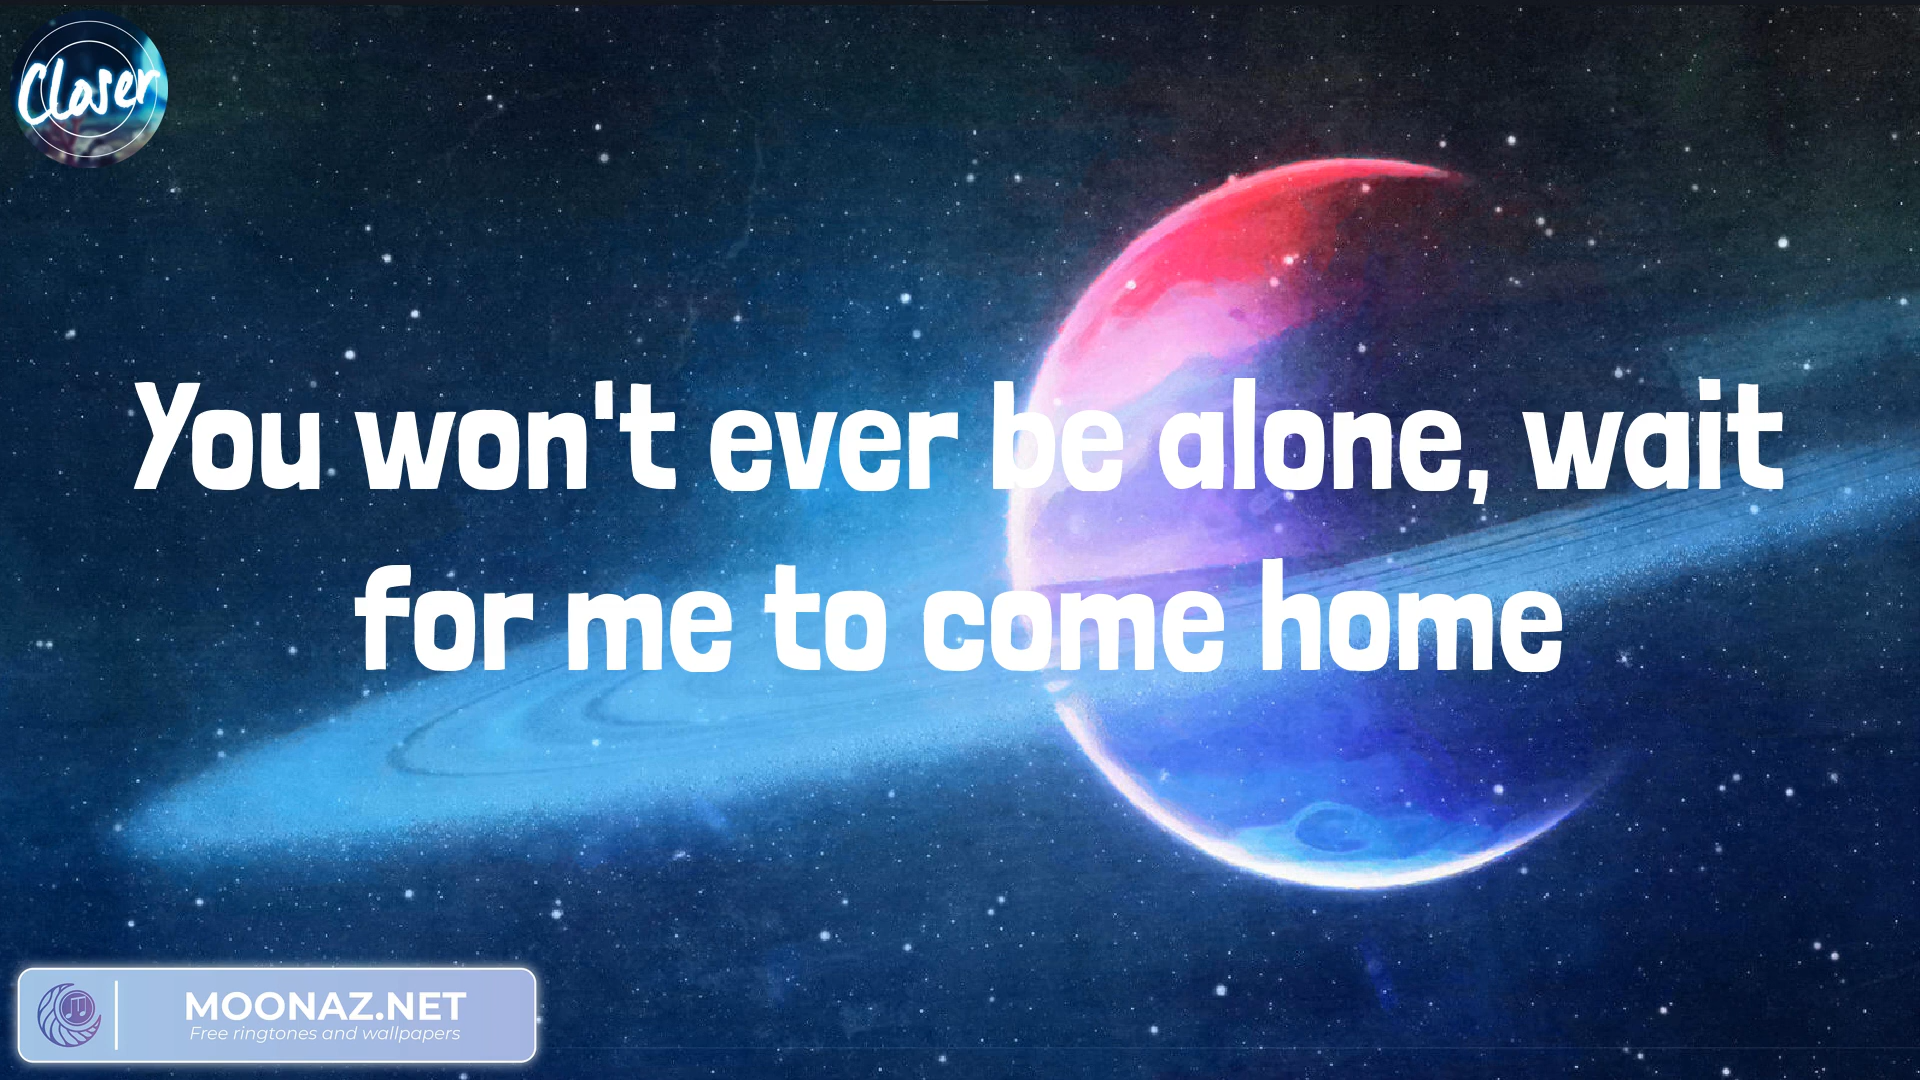 Closer
You won't ever be alone, wait
for me to come home
MOONAZ.NET
Free ringtones and wallpapers